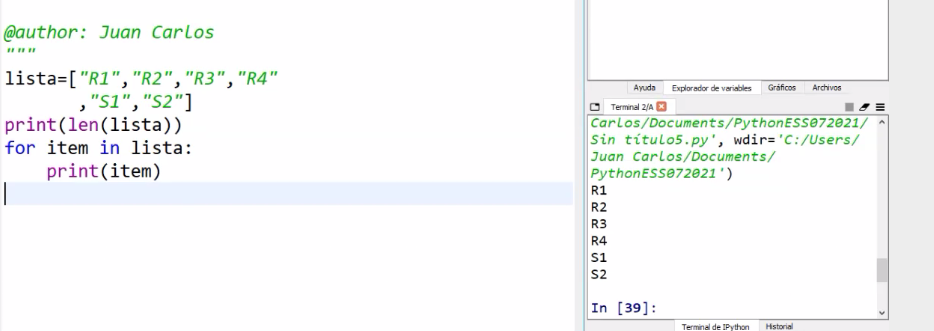 @author: Juan Carlos
"""
lista=["R1","R2","R3","R4"
,"S1","S2"]
print(len(lista))
for item in lista:
print(item)
Ayuda Explorador de variables Gráficos Archivos
Terminal 2/A
Carlos/Documents/PythonESS072021/
Sin título5.py', wdir='C:/Users/
Juan Carlos/Documents/
PythonESS072021')
R1
R2
R3
R4
S1
S2
In [39]:
Terminal de IPython Historial